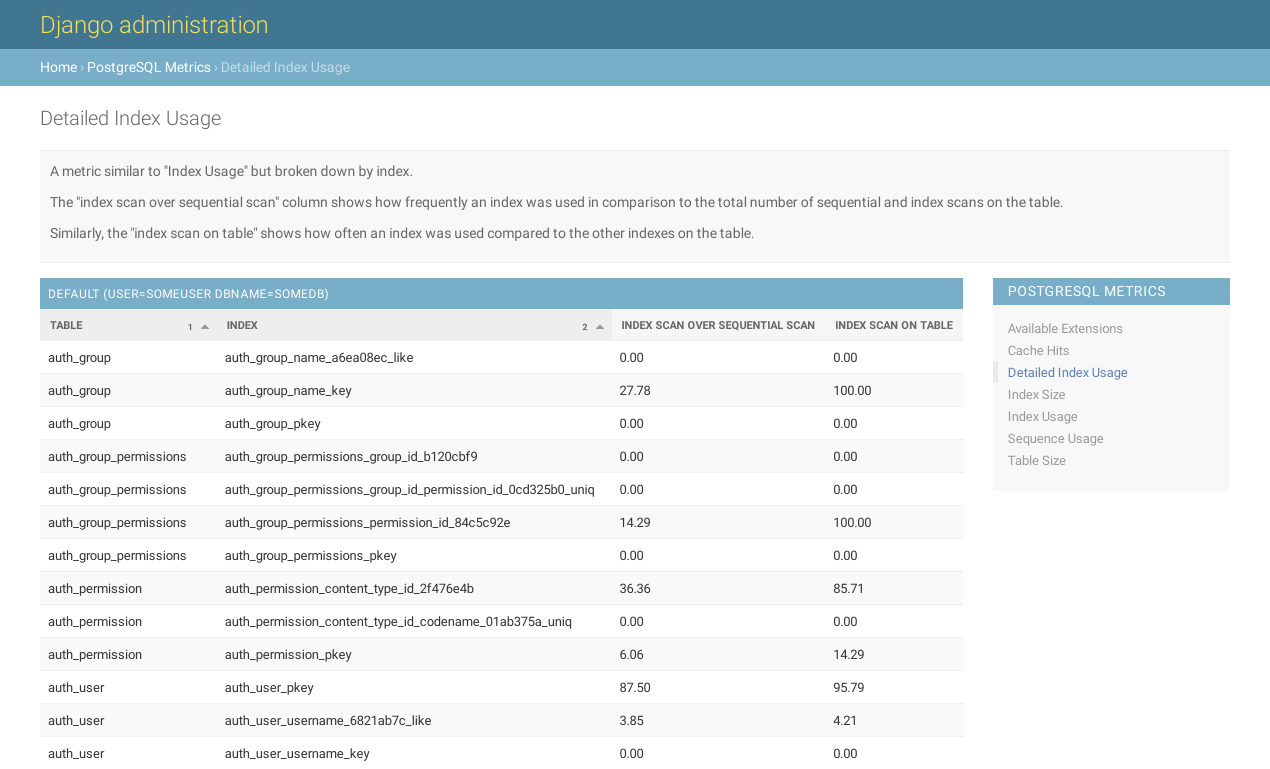 Django administration
Home › PostgreSQL Metrics › Detailed Index Usage
Detailed Index Usage
A metric similar to "Index Usage" but broken down by index.
The "index scan over sequential scan" column shows how frequently an index was used in comparison to the total number of sequential and index scans on the table.
Similarly, the "index scan on table" shows how often an index was used compared to the other indexes on the table.
DEFAULT (USER=SOMEUSER DBNAME=SOMEDB)
TABLE 1 INDEX 2 INDEX SCAN OVER SEQUENTIAL SCAN INDEX SCAN ON TABLE
auth_group auth_group_name_a6ea08ec_like 0.00 0.00
auth_group auth_group_name_key 27.78 100.00
auth_group auth_group_pkey 0.00 0.00
auth_group_permissions auth_group_permissions_group_id_b120cbf9 0.00 0.00
auth_group_permissions auth_group_permissions_group_id_permission_id_0cd325b0_uniq 0.00 0.00
auth_group_permissions auth_group_permissions_permission_id_84c5c92e 14.29 100.00
auth_group_permissions auth_group_permissions_pkey 0.00 0.00
auth_permission auth_permission_content_type_id_2f476e4b 36.36 85.71
auth_permission auth_permission_content_type_id_codename_01ab375a_uniq 0.00 0.00
auth_permission auth_permission_pkey 6.06 14.29
auth_user auth_user_pkey 87.50 95.79
auth_user auth_user_username_6821ab7c_like 3.85 4.21
auth_user auth_user_username_key 0.00 0.00
POSTGRESQL METRICS
Available Extensions
Cache Hits
Detailed Index Usage
Index Size
Index Usage
Sequence Usage
Table Size